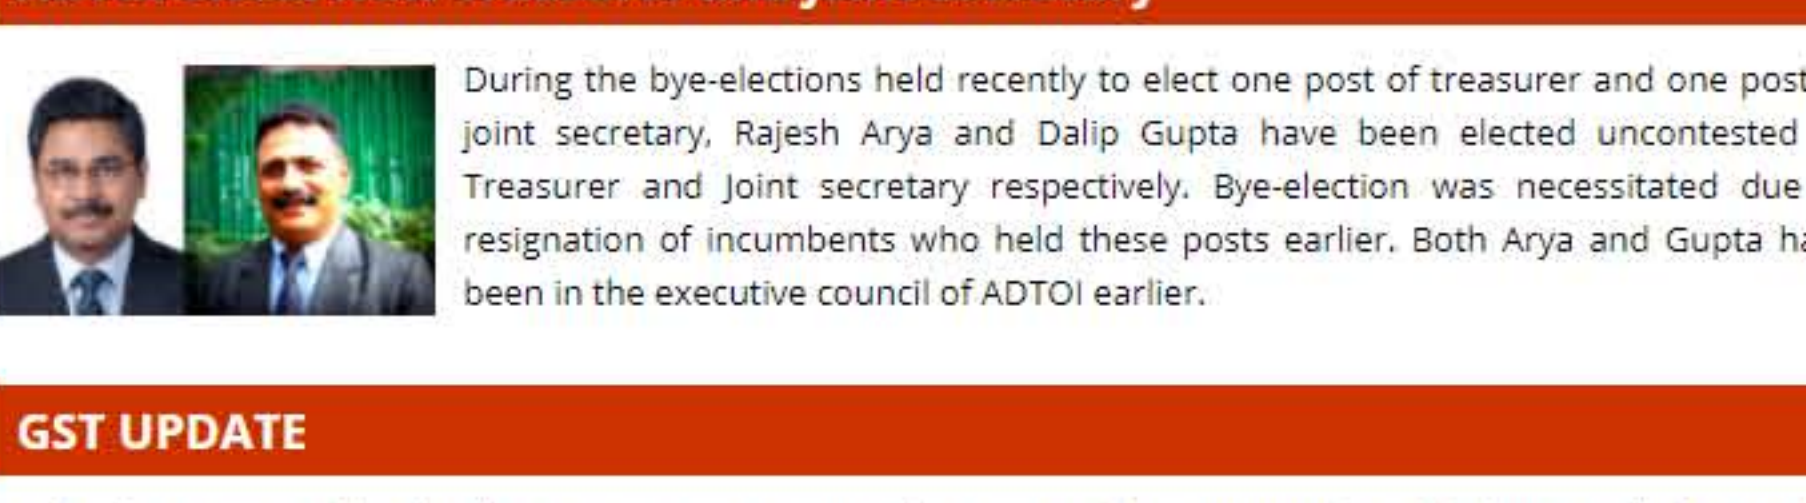 During the bye-elections held recently to elect one post of treasurer and one post
joint secretary, Rajesh Arya and Dalip Gupta have been elected uncontested
Treasurer and Joint secretary respectively. Bye-election was necessitated due
resignation of incumbents who held these posts earlier. Both Arya and Gupta ha
been in the executive council of ADTOI earlier.
GST UPDATE